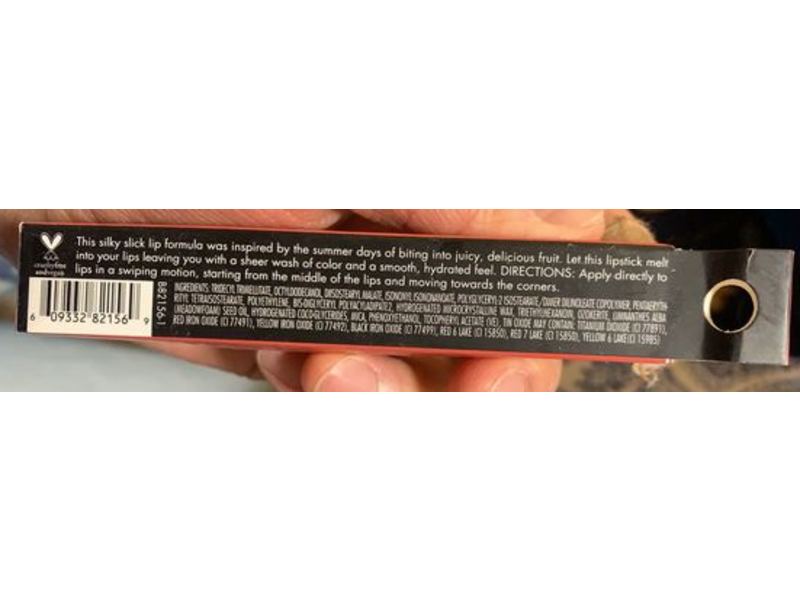 This silky slick lip formula was inspired by the summer days of biting into juicy, delicious fruit. Let this lipstick melt
into your lips leaving you with a sheer wash of color and a smooth, hydrated feel. DIRECTIONS: Apply directly to
lips in a swiping motion, starting from the middle of the lips and moving towards the corners.
cruelty free
and vegan
INGREDIENTS: TRIDECYL TRIMELLITATE, OCTYLDODECANOL, DIISOSTEARYL MALATE, ISONONYL ISONONANOATE, POLYGLYCERYL-2 ISOSTEARATE/DIMER DILINOLEATE COPOLYMER, PENTAERYTH-
RITYL TETRAISOSTEARATE, POLYETHYLENE, BIS-DIGLYCERYL POLYACYLADIPATE-2, HYDROGENATED MICROCRYSTALLINE WAX, TRIETHYLHEXANOIN, OZOKERITE, LIMNANTHES ALBA
(MEADOWFOAM) SEED OIL, HYDROGENATED COCO-GLYCERIDES, MICA, PHENOXYETHANOL, TOCOPHERYL ACETATE (VE). TIN OXIDE MAY CONTAIN: TITANIUM DIOXIDE (CI 77891),
RED IRON OXIDE (CI 77491), YELLOW IRON OXIDE (CI 77492), BLACK IRON OXIDE (CI 77499), RED 6 LAKE (CI 15850), RED 7 LAKE (CI 15850), YELLOW 6 LAKE(CI 15985)
882156-1
6 09332 82156 9